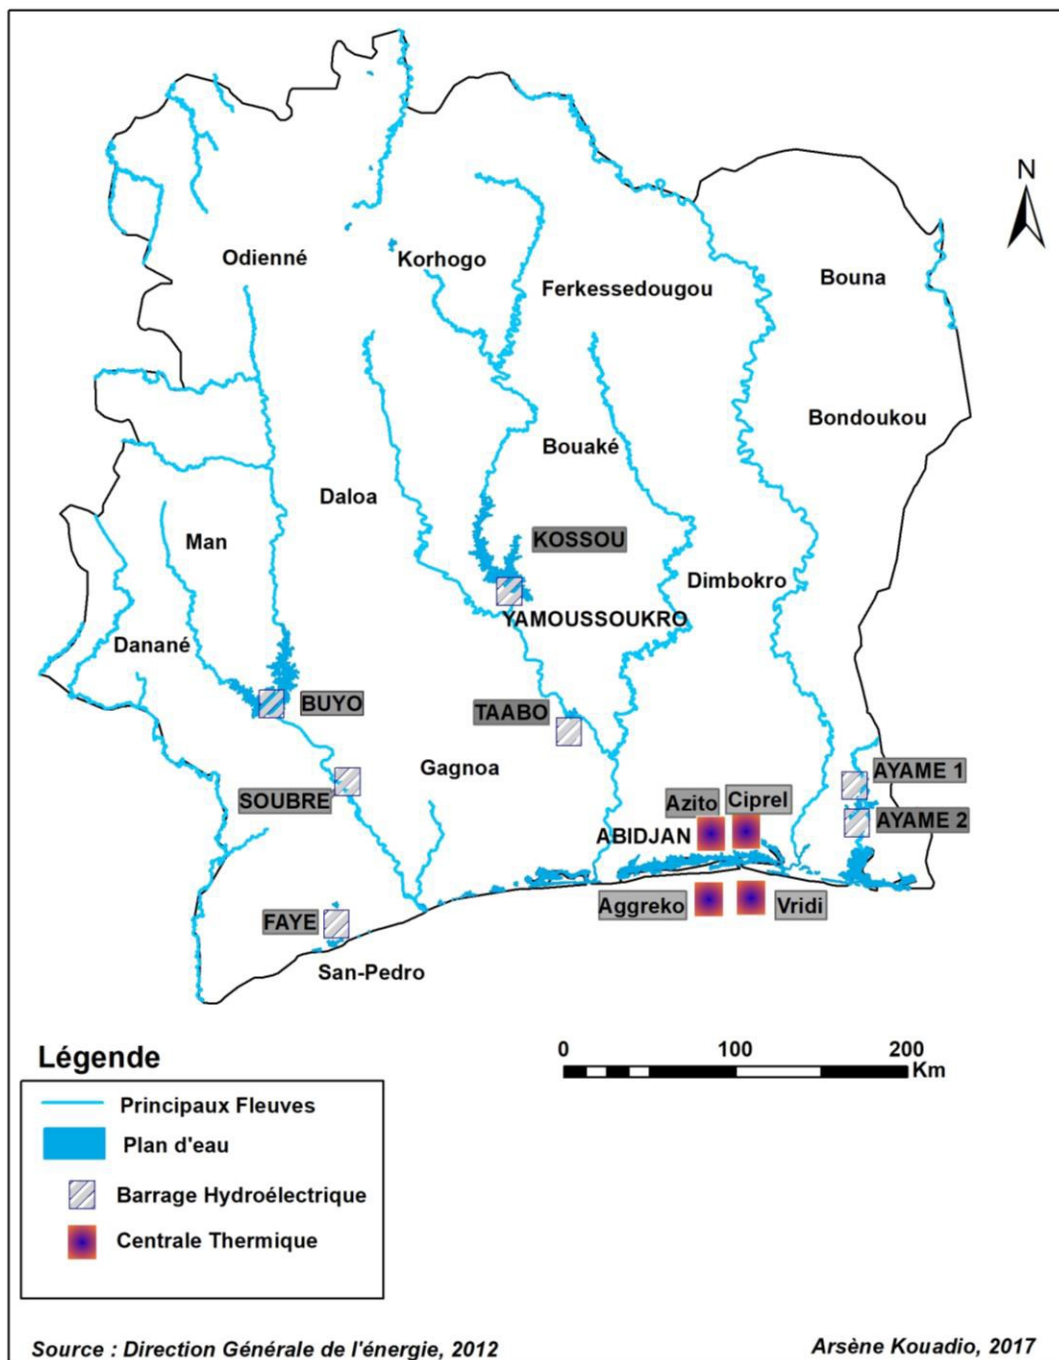 N
Odienné
Korhogo
Ferkessedougou
Bouna
Bondoukou
Bouaké
Daloa
KOSSOU
Man
Dimbokro
YAMOUSSOUKRO
Danané
BUYO
TAABO
Gagnoa
AYAME 1
SOUBRE
Azito
Ciprel
AYAME 2
ABIDJAN
Aggreko
Vridi
FAYE
San-Pedro
0 100 200
Km
Légende
Principaux Fleuves
Plan d'eau
Barrage Hydroélectrique
Centrale Thermique
Source : Direction Générale de l'énergie, 2012
Arsène Kouadio, 2017